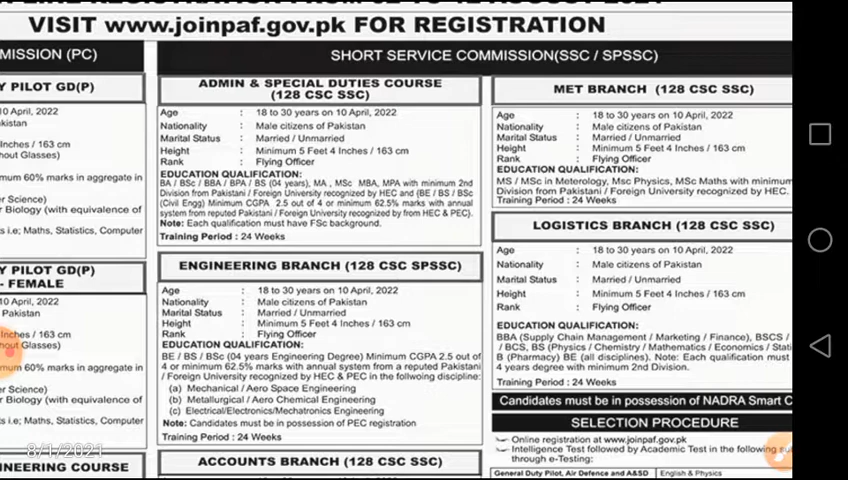 VISIT www.joinpaf.gov.pk FOR REGISTRATION
MISSION (PC)
SHORT SERVICE COMMISSION(SSC / SPSSC)
Y PILOT GD(P)
10 April, 2022
kistan
Inches / 163 cm
hout Glasses)
mum 60% marks in aggregate in
er Science)
r Biology (with equivalence of
s i.e; Maths, Statistics, Computer
Y PILOT GD(P)
- FEMALE
10 April, 2022
Pakistan
Inches / 163 cm
out Glasses)
mum 60% marks in aggregate in
er Science)
r Biology (with equivalence of
s i.e; Maths, Statistics, Computer
8/1/2021
NEERING COURSE
ADMIN & SPECIAL DUTIES COURSE
(128 CSC SSC)
Age : 18 to 30 years on 10 April, 2022
Nationality : Male citizens of Pakistan
Marital Status : Married / Unmarried
Height : Minimum 5 Feet 4 Inches / 163 cm
Rank : Flying Officer
EDUCATION QUALIFICATION:
BA / BSc / BBA / BPA / BS (04 years), MA , MSc MBA, MPA with minimum 2nd
Division from Pakistani / Foreign University recognized by HEC and {BE / BS / BSc
(Civil Engg) Minimum CGPA 2.5 out of 4 or minimum 62.5% marks with annual
system from reputed Pakistani / Foreign University recognized by from HEC & PEC}.
Note: Each qualification must have FSc background.
Training Period : 24 Weeks
ENGINEERING BRANCH (128 CSC SPSSC)
Age : 18 to 30 years on 10 April, 2022
Nationality : Male citizens of Pakistan
Marital Status : Married / Unmarried
Height : Minimum 5 Feet 4 Inches / 163 cm
Rank : Flying Officer
EDUCATION QUALIFICATION:
BE / BS / BSc (04 years Engineering Degree) Minimum CGPA 2.5 out of
4 or minimum 62.5% marks with annual system from a reputed Pakistani
/ Foreign University recognized by HEC & PEC in the follwoing discipline:
(a) Mechanical / Aero Space Engineering
(b) Metallurgical / Aero Chemical Engineering
(c) Electrical/Electronics/Mechatronics Engineering
Note: Candidates must be in possession of PEC registration
Training Period : 24 Weeks
ACCOUNTS BRANCH (128 CSC SSC)
MET BRANCH (128 CSC SSC)
Age : 18 to 30 years on 10 April, 2022
Nationality : Male citizens of Pakistan
Marital Status : Married / Unmarried
Height : Minimum 5 Feet 4 Inches / 163 cm
Rank : Flying Officer
EDUCATION QUALIFICATION:
MS / MSc in Meterology, Msc Physics, MSc Maths with minimum
Division from Pakistani / Foreign University recognized by HEC.
Training Period : 24 Weeks
LOGISTICS BRANCH (128 CSC SSC)
Age : 18 to 30 years on 10 April, 2022
Nationality : Male citizens of Pakistan
Marital Status : Married / Unmarried
Height : Minimum 5 Feet 4 Inches / 163 cm
Rank : Flying Officer
EDUCATION QUALIFICATION:
BBA (Supply Chain Management / Marketing / Finance), BSCS /
/ BCS, BS (Physics / Chemistry / Mathematics / Economics / Stati
B (Pharmacy) BE (all disciplines). Note: Each qualification must
4 years degree with minimum 2nd Division.
Training Period : 24 Weeks
Candidates must be in possession of NADRA Smart C
SELECTION PROCEDURE
Online registration at www.joinpaf.gov.pk
Intelligence Test followed by Academic Test in the following su
through e-Testing:
General Duty Pilot, Air Defence and A&SD English & Physics